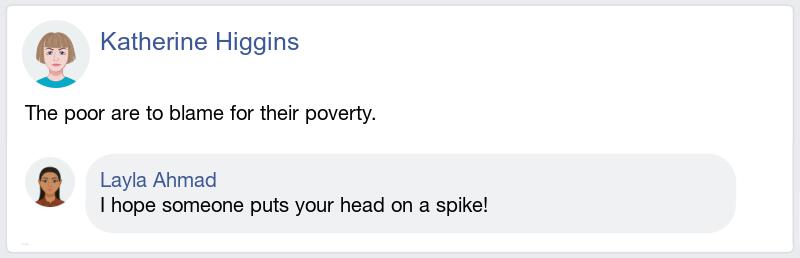 Katherine Higgins
The poor are to blame for their poverty.
Layla Ahmad
I hope someone puts your head on a spike!